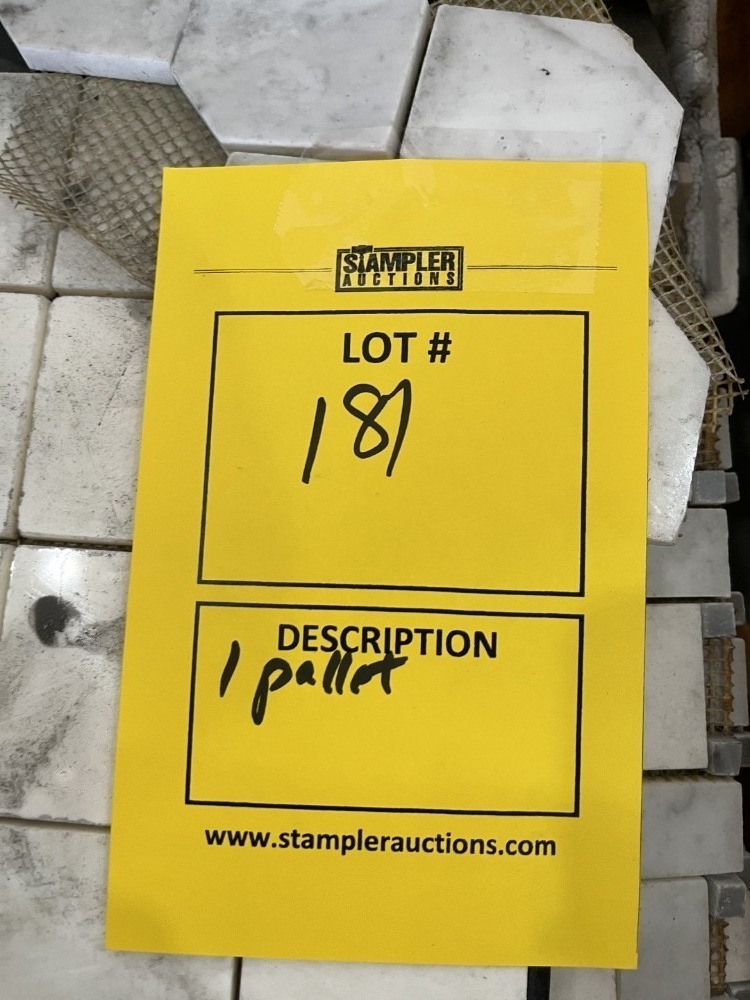 STAMPLER
AUCTIONS
LOT #
181
DESCRIPTION
1 pallet
www.stamplerauctions.com